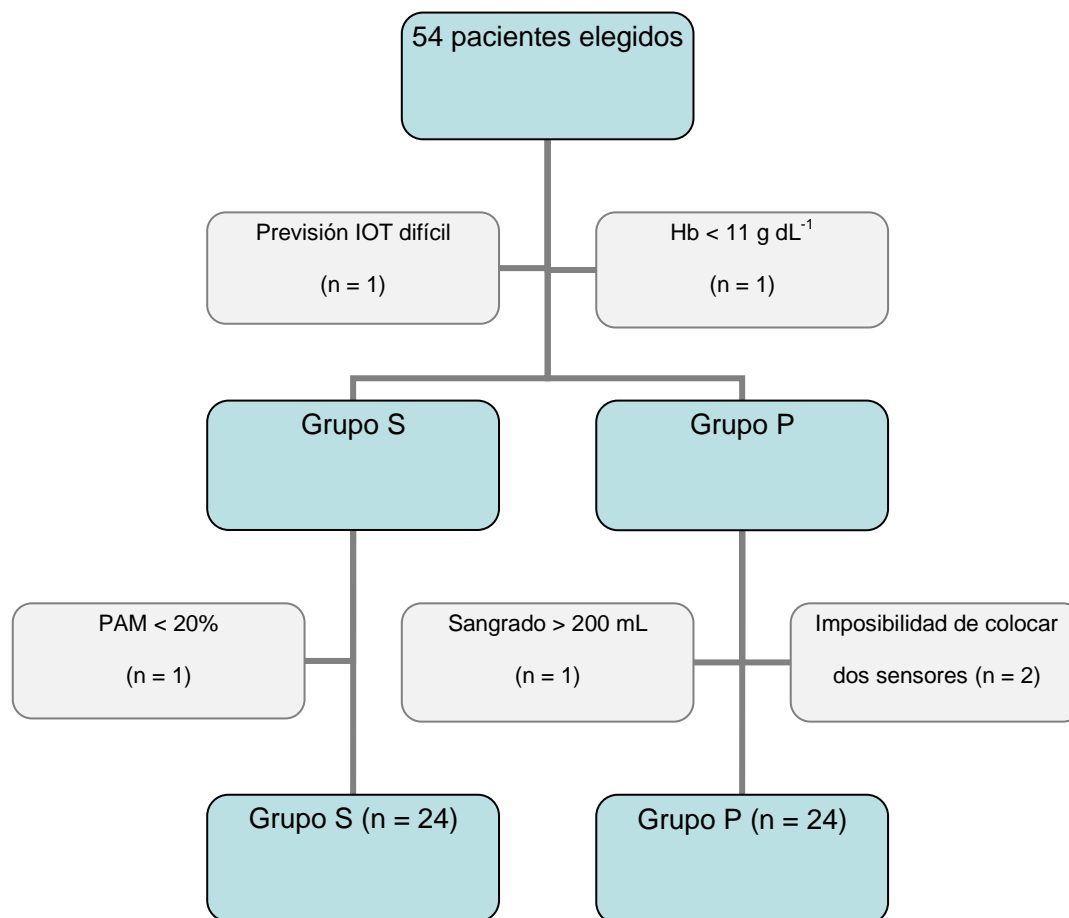 54 pacientes elegidos
Previsión IOT difícil
(n = 1)
Hb < 11 g dL⁻¹
(n = 1)
Grupo S
Grupo P
PAM < 20%
(n = 1)
Sangrado > 200 mL
(n = 1)
Imposibilidad de colocar
dos sensores (n = 2)
Grupo S (n = 24)
Grupo P (n = 24)